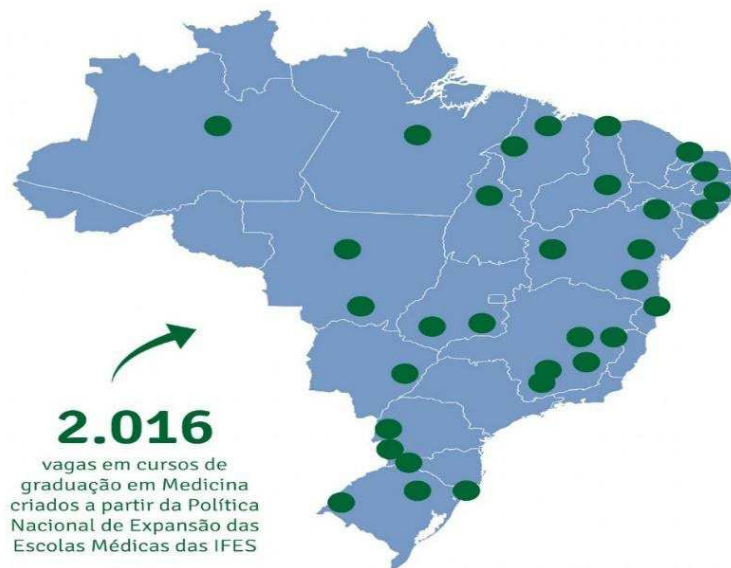 2.016
vagas em cursos de
graduação em Medicina
criados a partir da Política
Nacional de Expansão das
Escolas Médicas das IFES